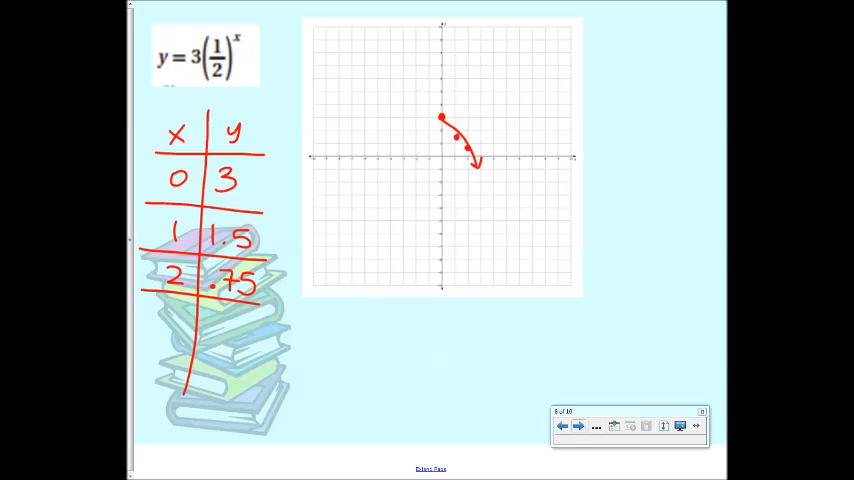 y = 3(1/2)^x
x y
0 3
1 1.5
2 .75
8 of 10
Extend Page